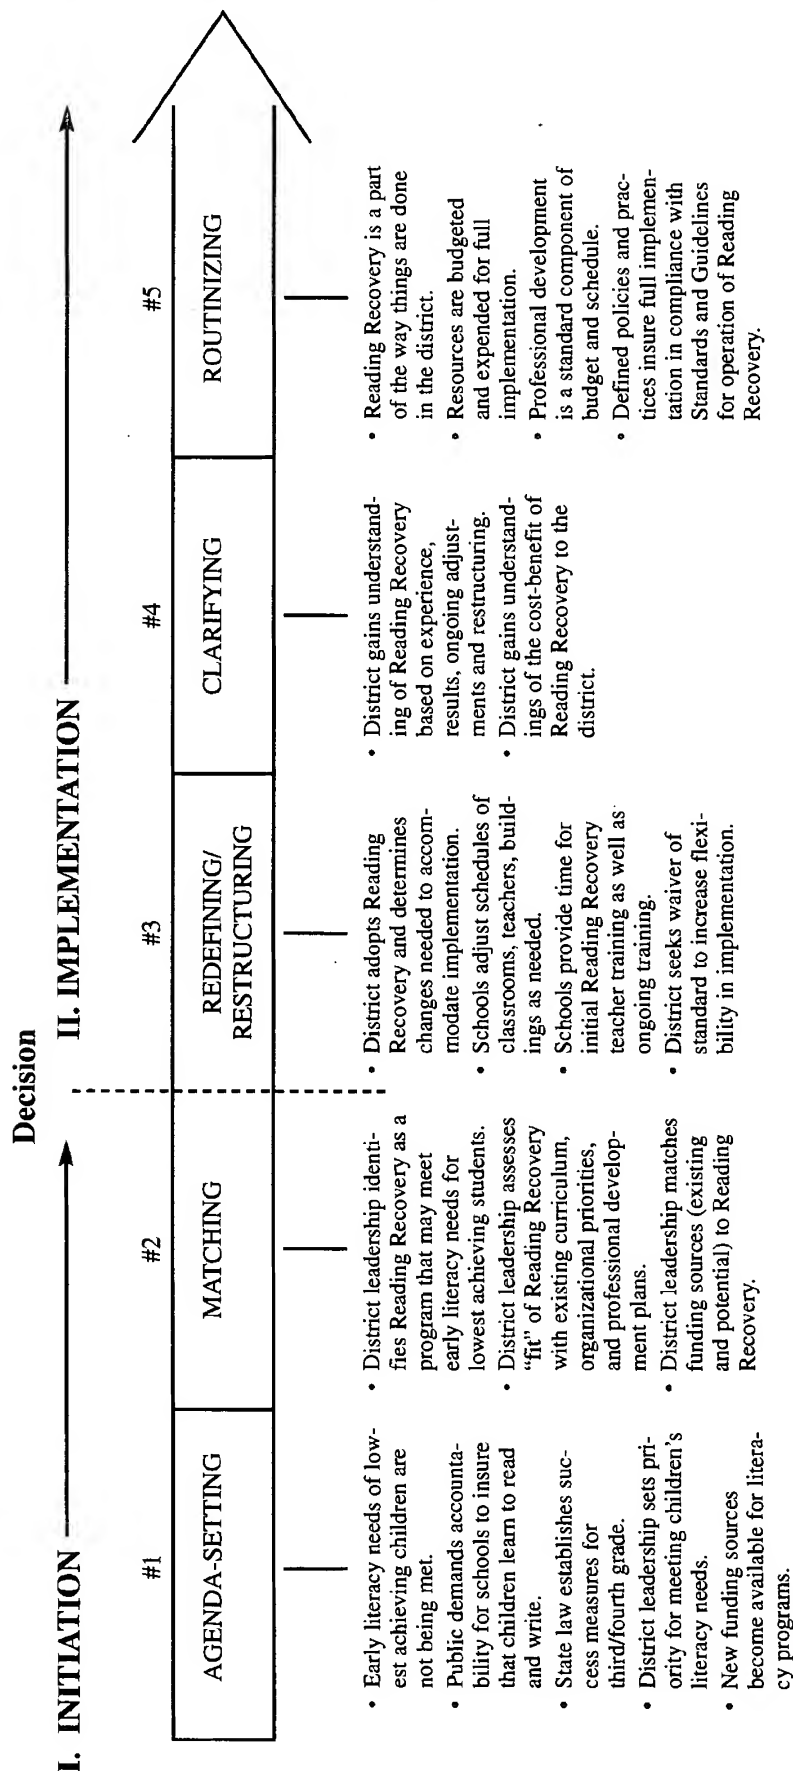 Decision
I. INITIATION
II. IMPLEMENTATION
#1
#2
#3
#4
#5
AGENDA-SETTING
MATCHING
REDEFINING/
RESTRUCTURING
CLARIFYING
ROUTINIZING
• Early literacy needs of low-
est achieving children are
not being met.
• Public demands accounta-
bility for schools to insure
that children learn to read
and write.
• State law establishes suc-
cess measures for
third/fourth grade.
• District leadership sets pri-
ority for meeting children's
literacy needs.
• New funding sources
become available for litera-
cy programs.
• District leadership identi-
fies Reading Recovery as a
program that may meet
early literacy needs for
lowest achieving students.
• District leadership assesses
"fit" of Reading Recovery
with existing curriculum,
organizational priorities,
and professional develop-
ment plans.
• District leadership matches
funding sources (existing
and potential) to Reading
Recovery.
• District adopts Reading
Recovery and determines
changes needed to accom-
modate implementation.
• Schools adjust schedules of
classrooms, teachers, build-
ings as needed.
• Schools provide time for
initial Reading Recovery
teacher training as well as
ongoing training.
• District seeks waiver of
standard to increase flexi-
bility in implementation.
• District gains understand-
ing of Reading Recovery
based on experience,
results, ongoing adjust-
ments and restructuring.
• District gains understand-
ings of the cost-benefit of
Reading Recovery to the
district.
• Reading Recovery is a part
of the way things are done
in the district.
• Resources are budgeted
and expended for full
implementation.
• Professional development
is a standard component of
budget and schedule.
• Defined policies and prac-
tices insure full implemen-
tation in compliance with
Standards and Guidelines
for operation of Reading
Recovery.